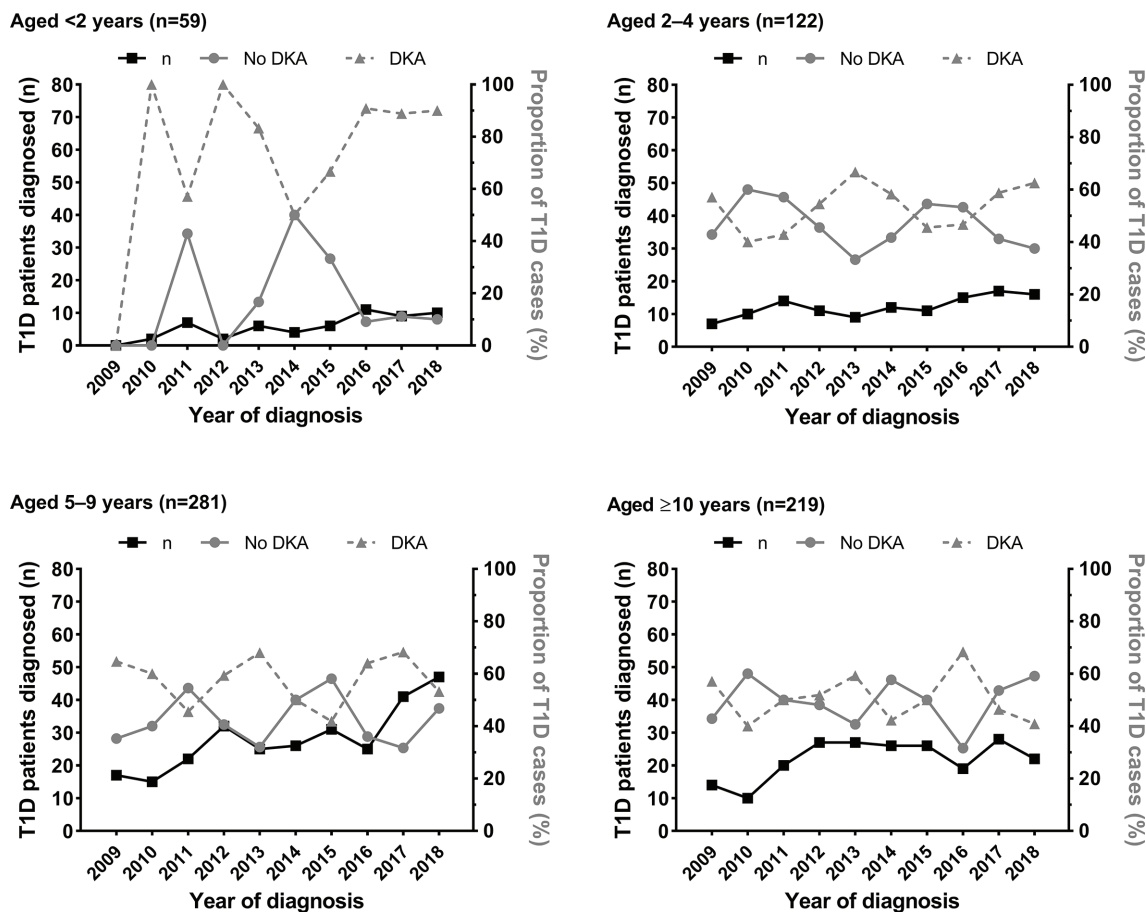 Aged <2 years (n=59)
n No DKA DKA
T1D patients diagnosed (n)
80
70
60
50
40
30
20
10
0
100
80
60
40
20
0
Proportion of T1D cases (%)
2009 2010 2011 2012 2013 2014 2015 2016 2017 2018
Year of diagnosis
Aged 2–4 years (n=122)
n No DKA DKA
T1D patients diagnosed (n)
80
70
60
50
40
30
20
10
0
100
80
60
40
20
0
Proportion of T1D cases (%)
2009 2010 2011 2012 2013 2014 2015 2016 2017 2018
Year of diagnosis
Aged 5–9 years (n=281)
n No DKA DKA
T1D patients diagnosed (n)
80
70
60
50
40
30
20
10
0
100
80
60
40
20
0
Proportion of T1D cases (%)
2009 2010 2011 2012 2013 2014 2015 2016 2017 2018
Year of diagnosis
Aged ≥10 years (n=219)
n No DKA DKA
T1D patients diagnosed (n)
80
70
60
50
40
30
20
10
0
100
80
60
40
20
0
Proportion of T1D cases (%)
2009 2010 2011 2012 2013 2014 2015 2016 2017 2018
Year of diagnosis